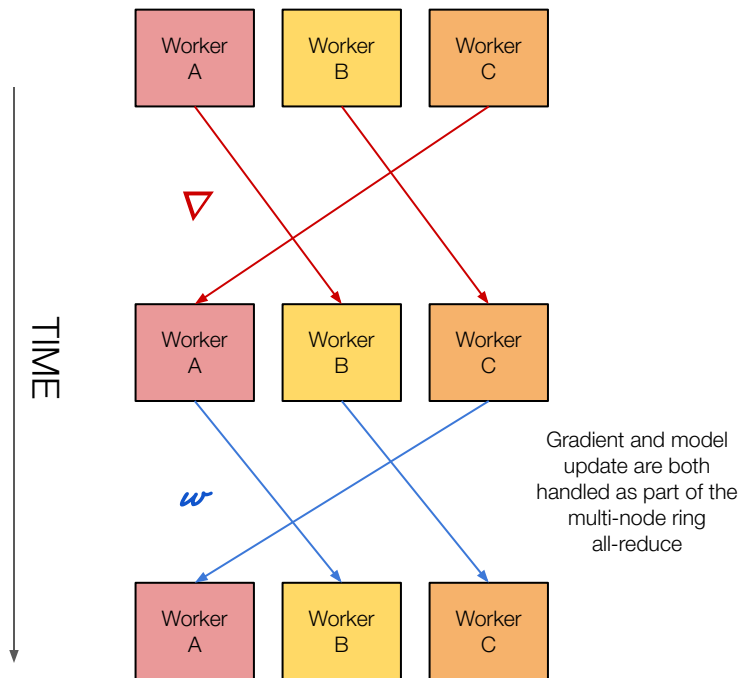 Worker
A
Worker
B
Worker
C
∇
TIME
Worker
A
Worker
B
Worker
C
Gradient and model
update are both
handled as part of the
multi-node ring
all-reduce
w
Worker
A
Worker
B
Worker
C